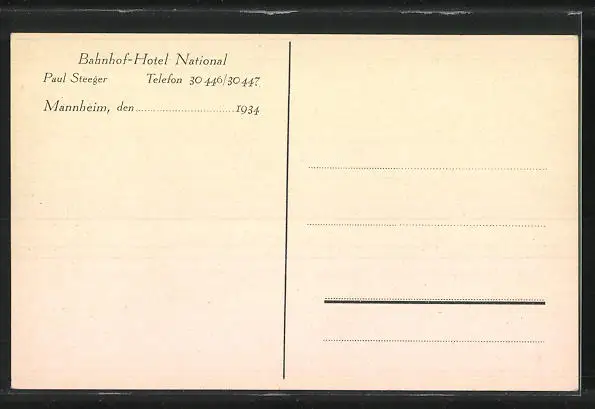 Bahnhof-Hotel National
Paul Steeger Telefon 30446/30447
Mannheim, den..............................1934